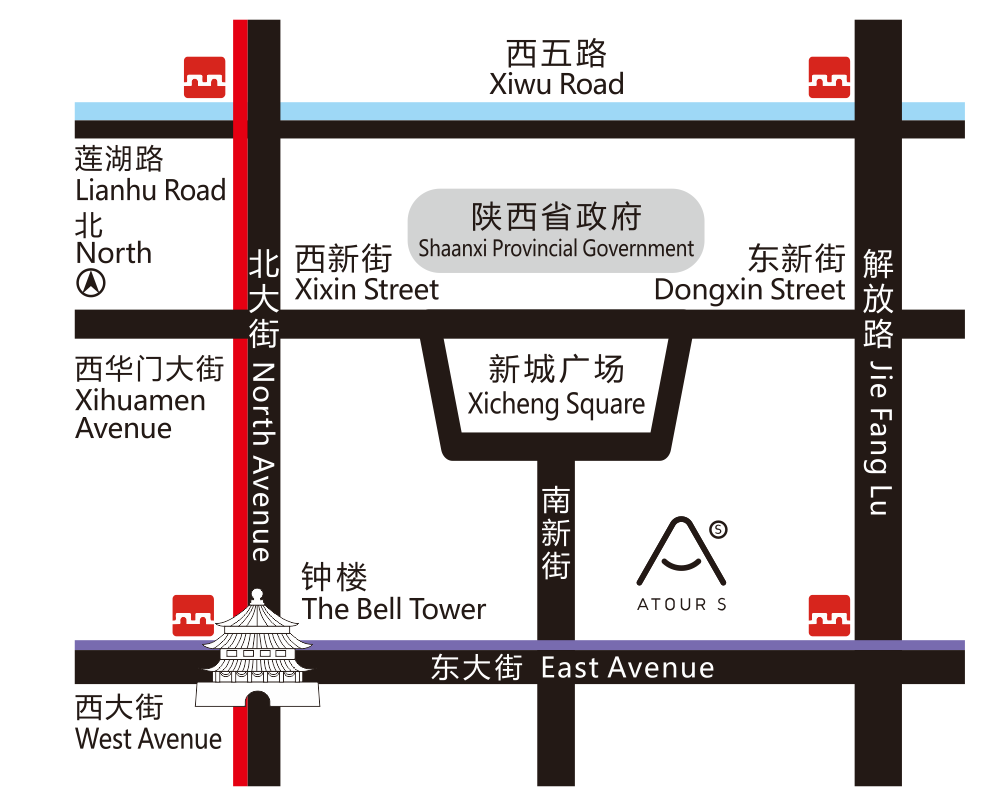 西五路
Xiwu Road
莲湖路
Lianhu Road
北
North
陕西省政府
Shaanxi Provincial Government
西新街
Xixin Street
东新街
Dongxin Street
北大街 North Avenue
解放路 Jie Fang Lu
西华门大街
Xihuamen
Avenue
新城广场
Xicheng Square
南新街
S
ATOUR S
钟楼
The Bell Tower
东大街 East Avenue
西大街
West Avenue